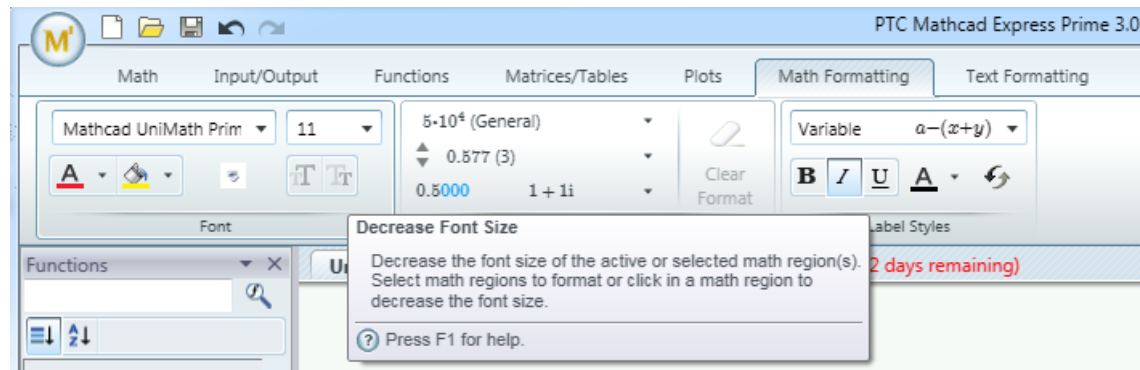 M'
PTC Mathcad Express Prime 3.0
Math Input/Output Functions Matrices/Tables Plots Math Formatting Text Formatting
Mathcad UniMath Prim 11
5•10⁴ (General)
Variable a−(x+y)
0.577 (3)
A TT Tr
Clear
Format
B I U A
0.5000 1 + 1i
Font
Label Styles
Decrease Font Size
Functions
2 days remaining)
Decrease the font size of the active or selected math region(s).
Select math regions to format or click in a math region to
decrease the font size.
A
Z
? Press F1 for help.